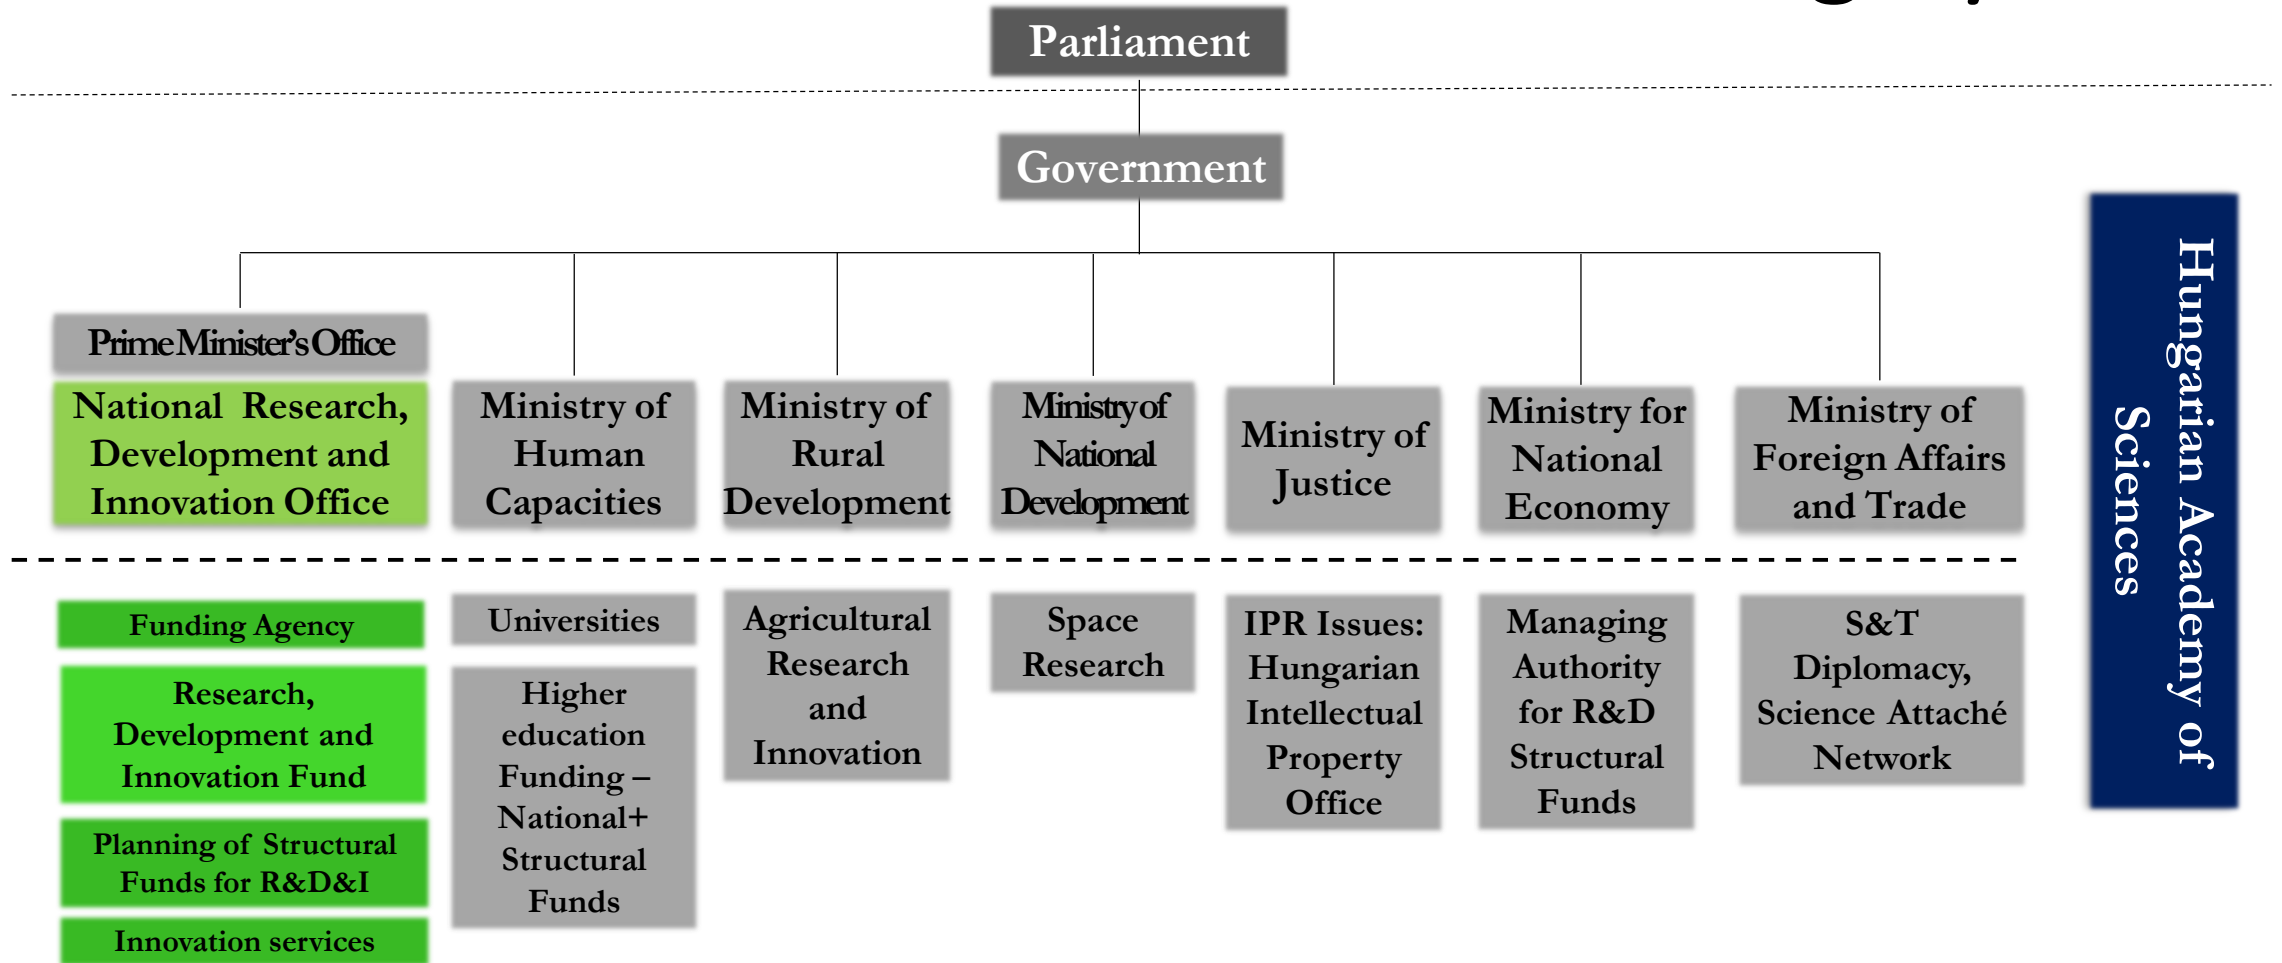 Parliament
Government
Prime Minister's Office
National Research,
Development and
Innovation Office
Ministry of
Human
Capacities
Ministry of
Rural
Development
Ministry of
National
Development
Ministry of
Justice
Ministry for
National
Economy
Ministry of
Foreign Affairs
and Trade
Funding Agency
Research,
Development and
Innovation Fund
Planning of Structural
Funds for R&D&I
Innovation services
Universities
Higher
education
Funding –
National+
Structural
Funds
Agricultural
Research
and
Innovation
Space
Research
IPR Issues:
Hungarian
Intellectual
Property
Office
Managing
Authority
for R&D
Structural
Funds
S&T
Diplomacy,
Science Attaché
Network
Hungarian Academy of
Sciences